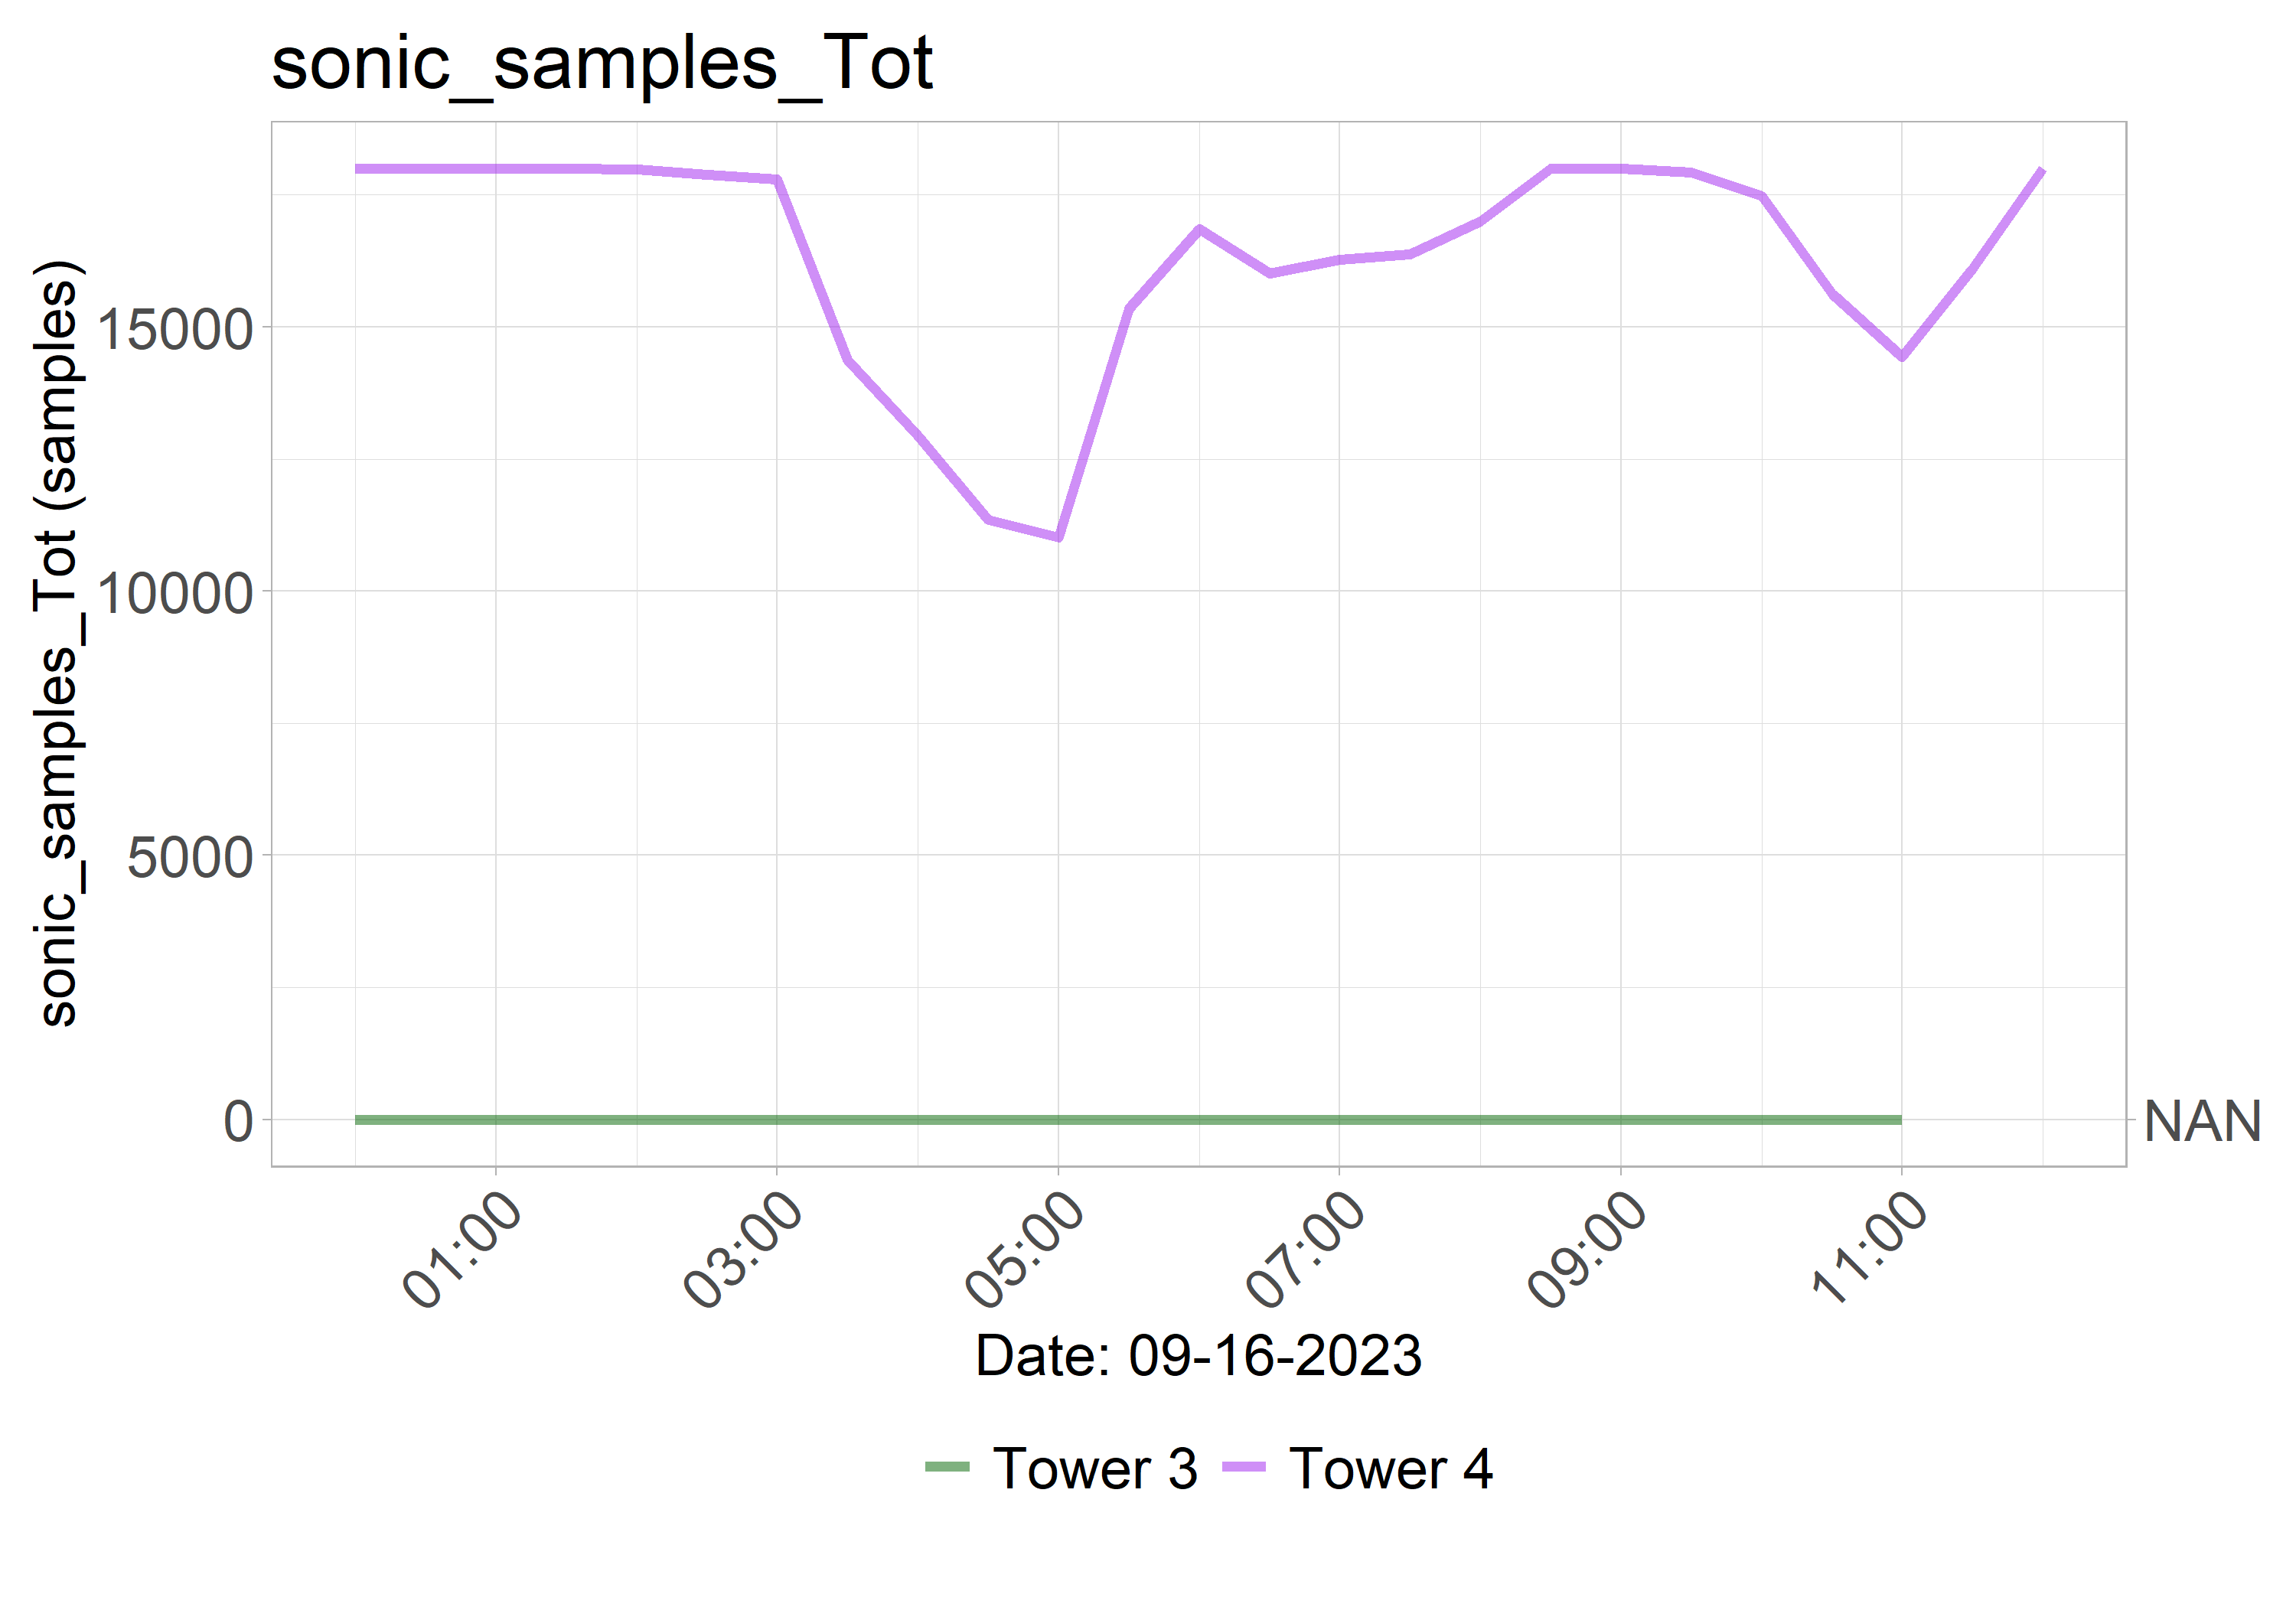 sonic_samples_Tot
sonic_samples_Tot (samples)
15000
10000
5000
0
NAN
01:00
03:00
05:00
07:00
09:00
11:00
Date: 09-16-2023
Tower 3
Tower 4